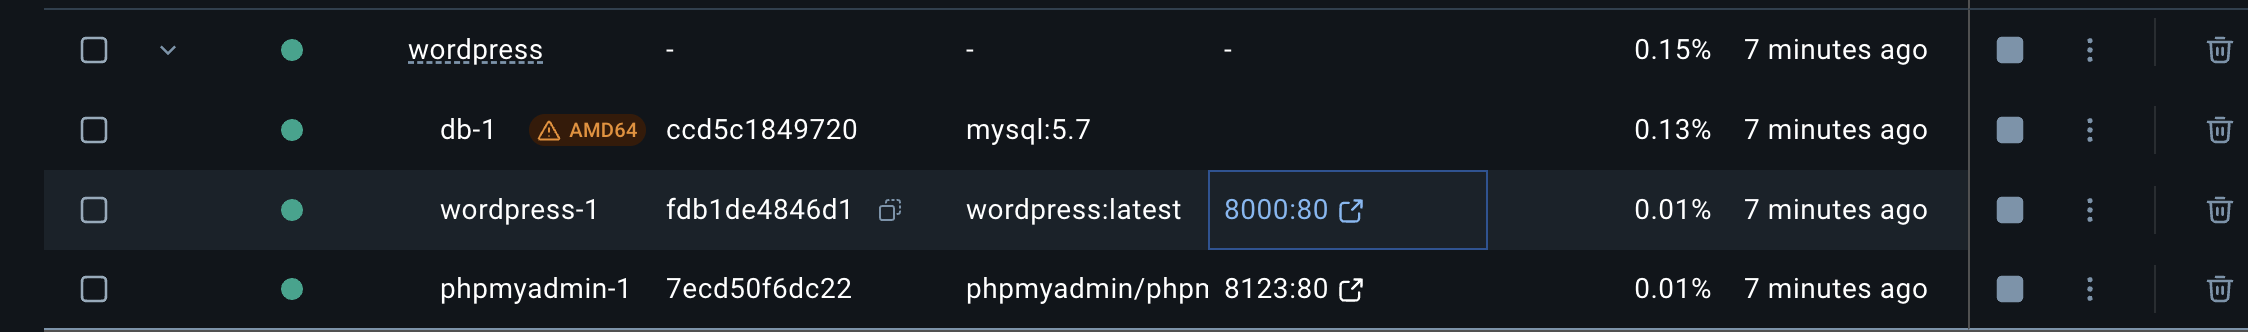 wordpress - - - 0.15% 7 minutes ago
db-1 AMD64 ccd5c1849720 mysql:5.7 0.13% 7 minutes ago
wordpress-1 fdb1de4846d1 wordpress:latest 8000:80 0.01% 7 minutes ago
phpmyadmin-1 7ecd50f6dc22 phpmyadmin/phpn 8123:80 0.01% 7 minutes ago